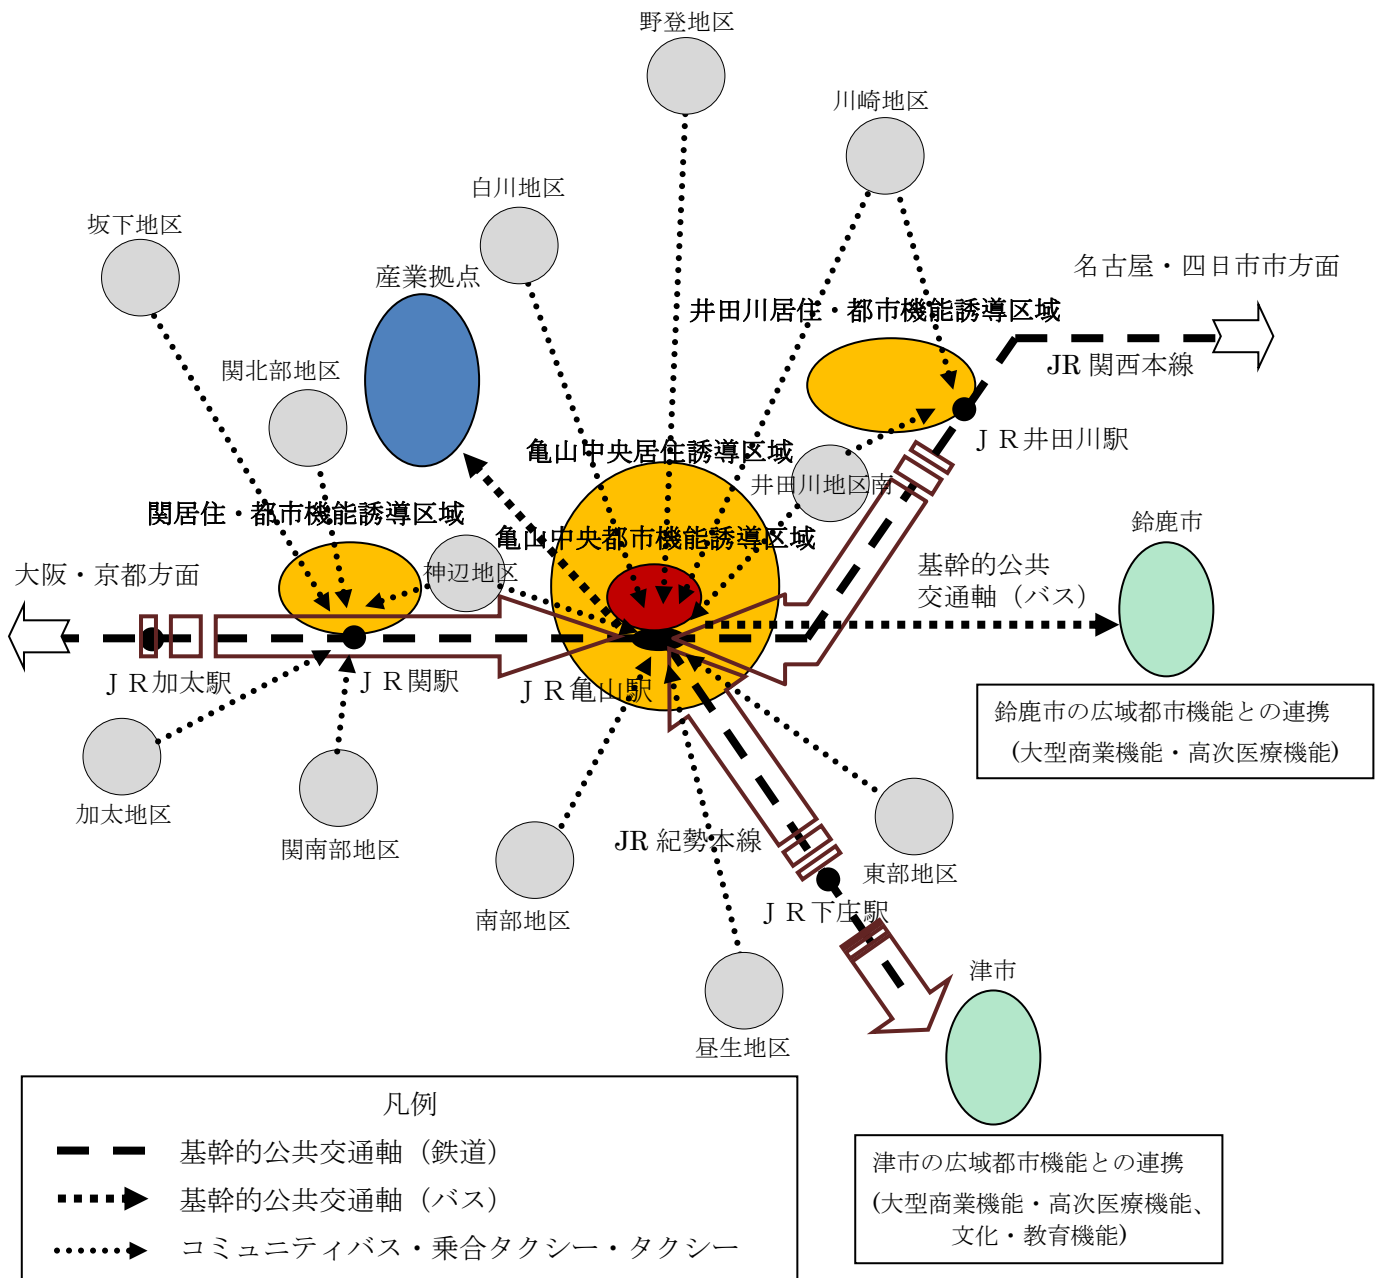 野登地区
川崎地区
白川地区
坂下地区
産業拠点
名古屋・四日市市方面
井田川居住・都市機能誘導区域
JR 関西本線
関北部地区
ＪＲ井田川駅
亀山中央居住誘導区域
井田川地区南
関居住・都市機能誘導区域
亀山中央都市機能誘導区域
鈴鹿市
大阪・京都方面
神辺地区
基幹的公共
交通軸（バス）
ＪＲ加太駅
ＪＲ関駅
ＪＲ亀山駅
鈴鹿市の広域都市機能との連携
(大型商業機能・高次医療機能)
加太地区
関南部地区
JR 紀勢本線
東部地区
南部地区
ＪＲ下庄駅
津市
昼生地区
凡例
基幹的公共交通軸（鉄道）
基幹的公共交通軸（バス）
コミュニティバス・乗合タクシー・タクシー
津市の広域都市機能との連携
(大型商業機能・高次医療機能、
文化・教育機能)